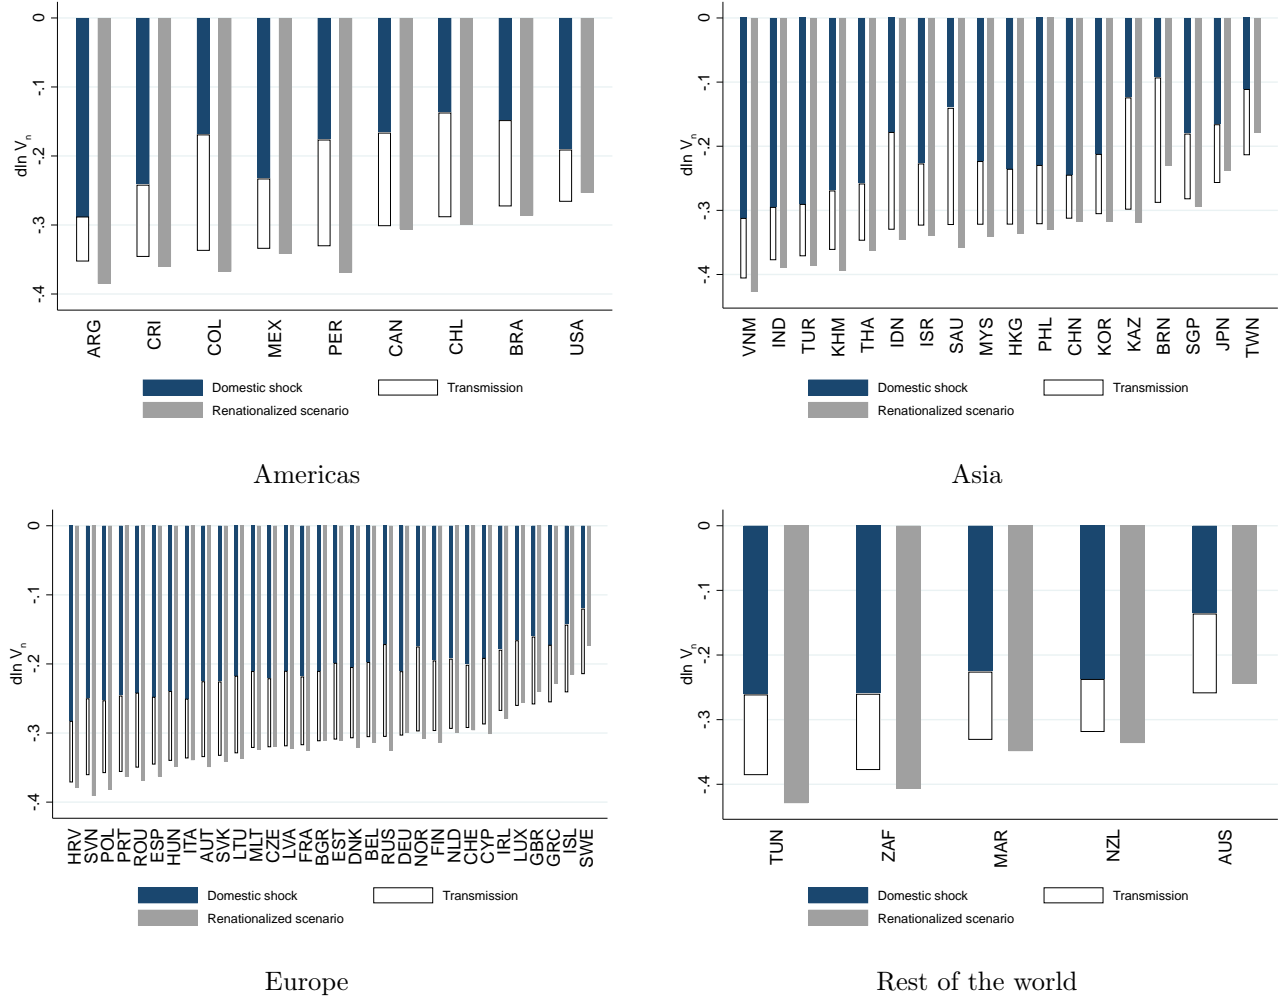 0
-.1
-.2
-.3
-.4
dln Vn
ARG CRI COL MEX PER CAN CHL BRA USA
Domestic shock Transmission
Renationalized scenario
Americas
0
-.1
-.2
-.3
-.4
dln Vn
VNM IND TUR KHM THA IDN ISR SAU MYS HKG PHL CHN KOR KAZ BRN SGP JPN TWN
Domestic shock Transmission
Renationalized scenario
Asia
0
-.1
-.2
-.3
-.4
dln Vn
HRV SVN POL PRT ROU ESP HUN ITA AUT SVK LTU MLT CZE LVA FRA BGR EST DNK BEL RUS DEU NOR FIN NLD CHE CYP IRL LUX GBR GRC ISL SWE
Domestic shock Transmission
Renationalized scenario
Europe
0
-.1
-.2
-.3
-.4
dln Vn
TUN ZAF MAR NZL AUS
Domestic shock Transmission
Renationalized scenario
Rest of the world